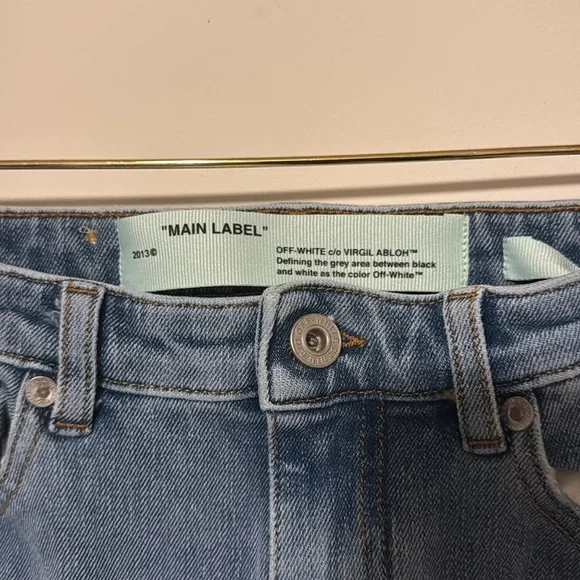 "MAIN LABEL"
2013©
OFF-WHITE c/o VIRGIL ABLOH™
Defining the grey area between black
and white as the color Off-White™